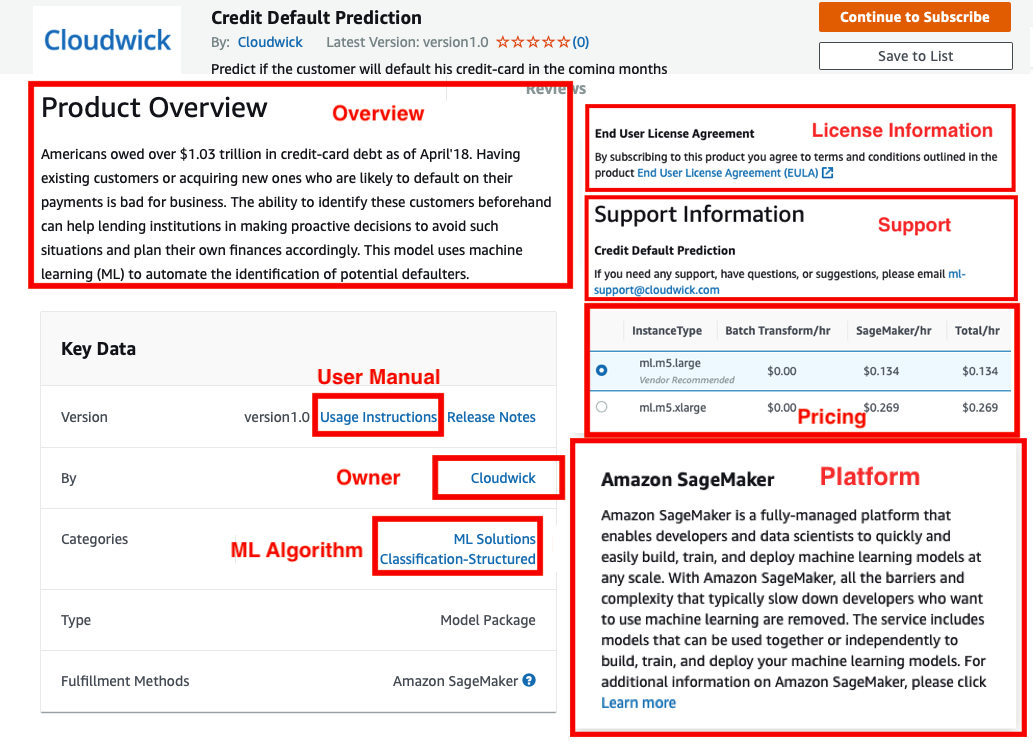 Cloudwick
Credit Default Prediction
By: Cloudwick Latest Version: version1.0 (0)
Predict if the customer will default his credit-card in the coming months
Continue to Subscribe
Save to List
Reviews
Product Overview
Overview
Americans owed over $1.03 trillion in credit-card debt as of April'18. Having
existing customers or acquiring new ones who are likely to default on their
payments is bad for business. The ability to identify these customers beforehand
can help lending institutions in making proactive decisions to avoid such
situations and plan their own finances accordingly. This model uses machine
learning (ML) to automate the identification of potential defaulters.
Key Data
User Manual
Version version1.0 Usage Instructions Release Notes
By Owner Cloudwick
Categories ML Algorithm ML Solutions
Classification-Structured
Type Model Package
Fulfillment Methods Amazon SageMaker ?
End User License Agreement License Information
By subscribing to this product you agree to terms and conditions outlined in the
product End User License Agreement (EULA)
Support Information
Support
Credit Default Prediction
If you need any support, have questions, or suggestions, please email ml-
support@cloudwick.com
InstanceType Batch Transform/hr SageMaker/hr Total/hr
ml.m5.large $0.00 $0.134 $0.134
Vendor Recommended
ml.m5.xlarge $0.00 $0.269 $0.269
Pricing
Amazon SageMaker Platform
Amazon SageMaker is a fully-managed platform that
enables developers and data scientists to quickly and
easily build, train, and deploy machine learning models at
any scale. With Amazon SageMaker, all the barriers and
complexity that typically slow down developers who want
to use machine learning are removed. The service includes
models that can be used together or independently to
build, train, and deploy your machine learning models. For
additional information on Amazon SageMaker, please click
Learn more